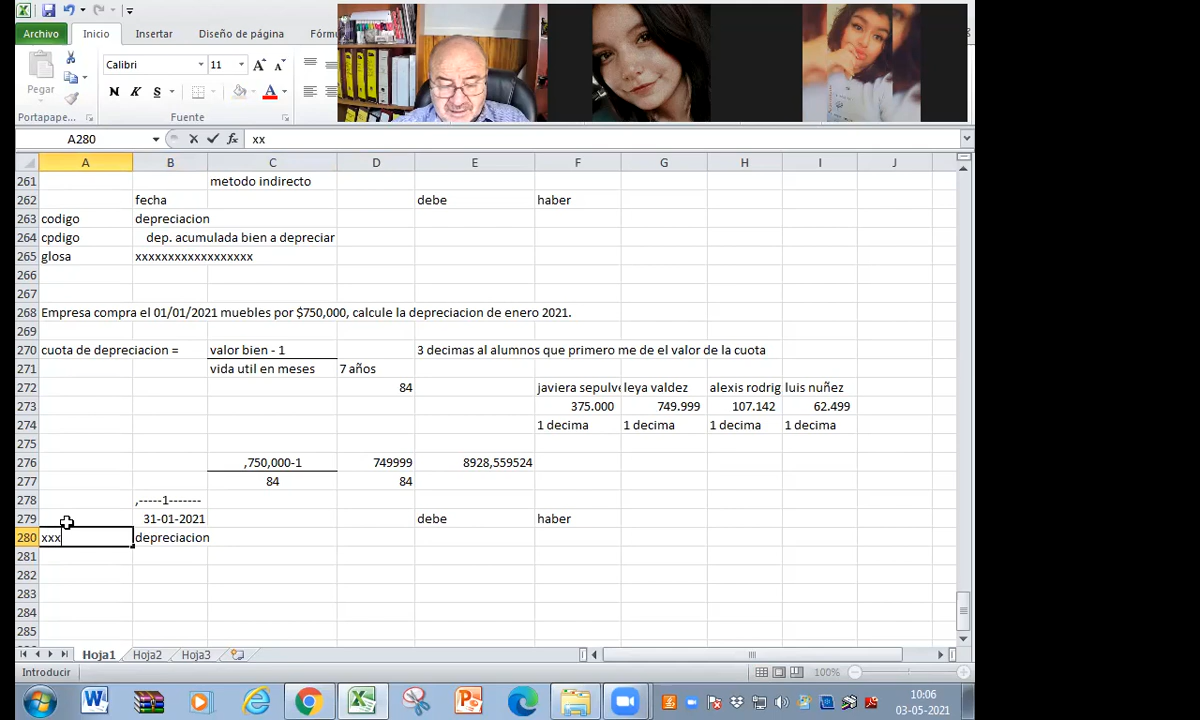 Archivo Inicio Insertar Diseño de página Fórmu
Pegar
Calibri 11
N K S A
Portapape... Fuente
A280 xx
A B C D E F G H I J
261 metodo indirecto
262 fecha debe haber
263 codigo depreciacion
264 cpdigo dep. acumulada bien a depreciar
265 glosa xxxxxxxxxxxxxxxxxx
266
267
268 Empresa compra el 01/01/2021 muebles por $750,000, calcule la depreciacion de enero 2021.
269
270 cuota de depreciacion = valor bien - 1 3 decimas al alumnos que primero me de el valor de la cuota
271 vida util en meses 7 años
272 84 javiera sepulve leya valdez alexis rodrig luis nuñez
273 375.000 749.999 107.142 62.499
274 1 decima 1 decima 1 decima 1 decima
275
276 ,750,000-1 749999 8928,559524
277 84 84
278 ,-----1-------
279 31-01-2021 debe haber
280 xxx depreciacion
281
282
283
284
285
Hoja1 Hoja2 Hoja3
Introducir 100%
10:06
03-05-2021